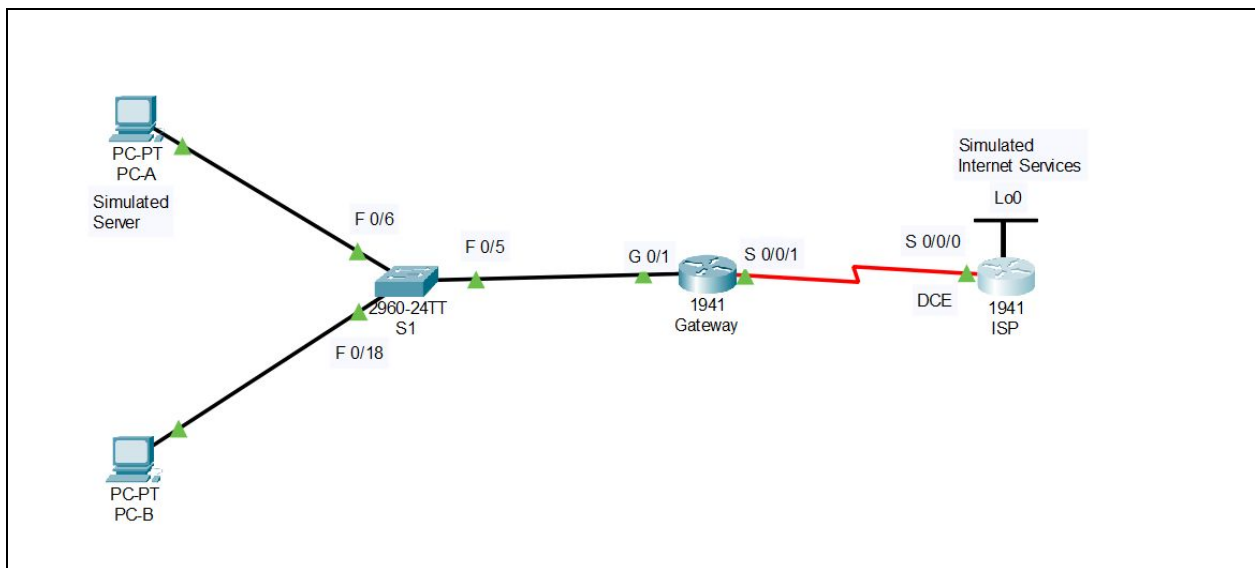 PC-PT
PC-A
Simulated
Server
F 0/6
F 0/5
2960-24TT
S1
F 0/18
PC-PT
PC-B
G 0/1
S 0/0/1
1941
Gateway
Simulated
Internet Services
Lo0
S 0/0/0
DCE
1941
ISP